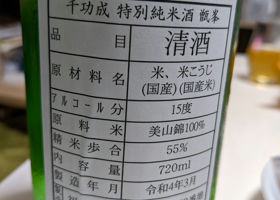 千功成 特別純米酒 甑峯
品目 清酒
原材料名 米、米こうじ
(国産)(国産米)
アルコール分 15度
原料米 美山錦100%
精米歩合 55%
内容量 720ml
製造年月 令和4年3月